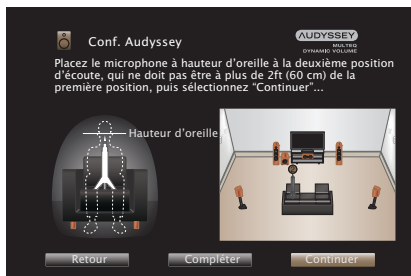 Conf. Audyssey
AUDYSSEY
MULTEQ
DYNAMIC VOLUME
Placez le microphone à hauteur d'oreille à la deuxième position
d'écoute, qui ne doit pas être à plus de 2ft (60 cm) de la
première position, puis sélectionnez “Continuer”...
Hauteur d'oreille
Retour
Compléter
Continuer